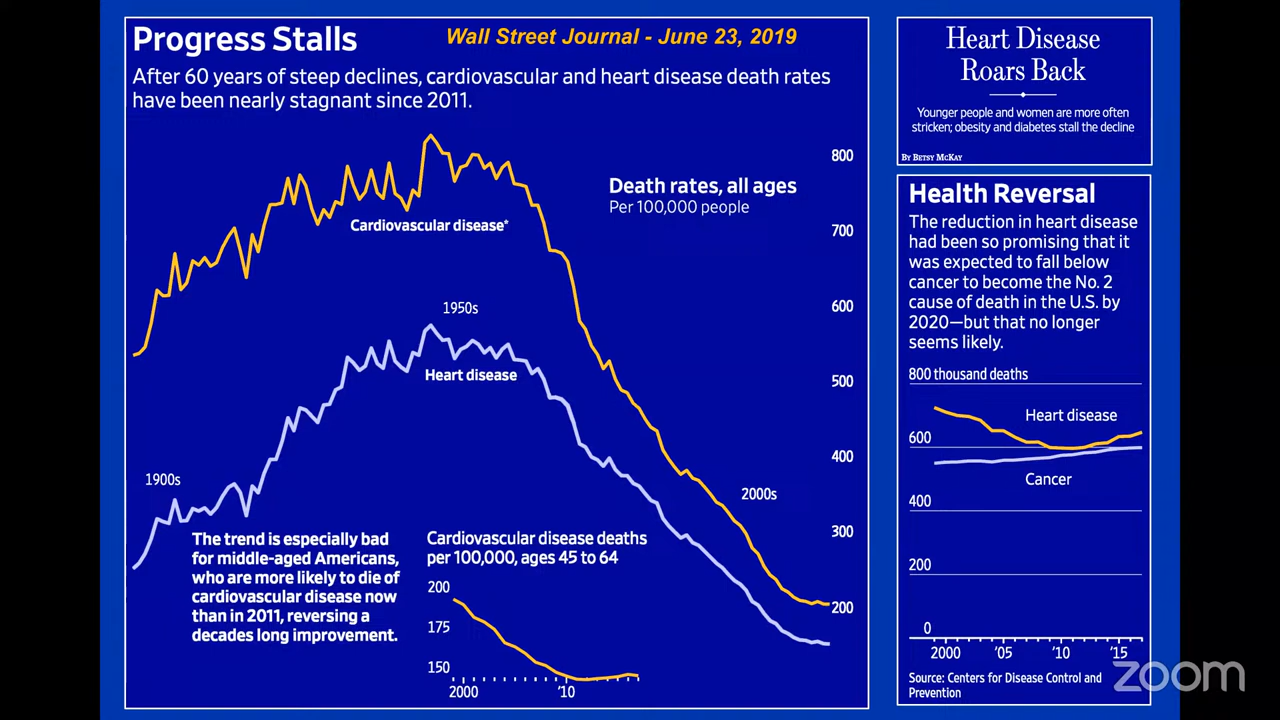 Progress Stalls
Wall Street Journal - June 23, 2019
After 60 years of steep declines, cardiovascular and heart disease death rates
have been nearly stagnant since 2011.
800
Death rates, all ages
Per 100,000 people
Cardiovascular disease*
700
1950s
600
Heart disease
500
400
1900s
2000s
300
The trend is especially bad
for middle-aged Americans,
who are more likely to die of
cardiovascular disease now
than in 2011, reversing a
decades long improvement.
Cardiovascular disease deaths
per 100,000, ages 45 to 64
200
175
150
2000
'10
200
Heart Disease
Roars Back
Younger people and women are more often
stricken; obesity and diabetes stall the decline
By Betsy McKay
Health Reversal
The reduction in heart disease
had been so promising that it
was expected to fall below
cancer to become the No. 2
cause of death in the U.S. by
2020—but that no longer
seems likely.
800 thousand deaths
Heart disease
600
Cancer
400
200
0
2000
'05
'10
'15
Source: Centers for Disease Control and
Prevention
zoom